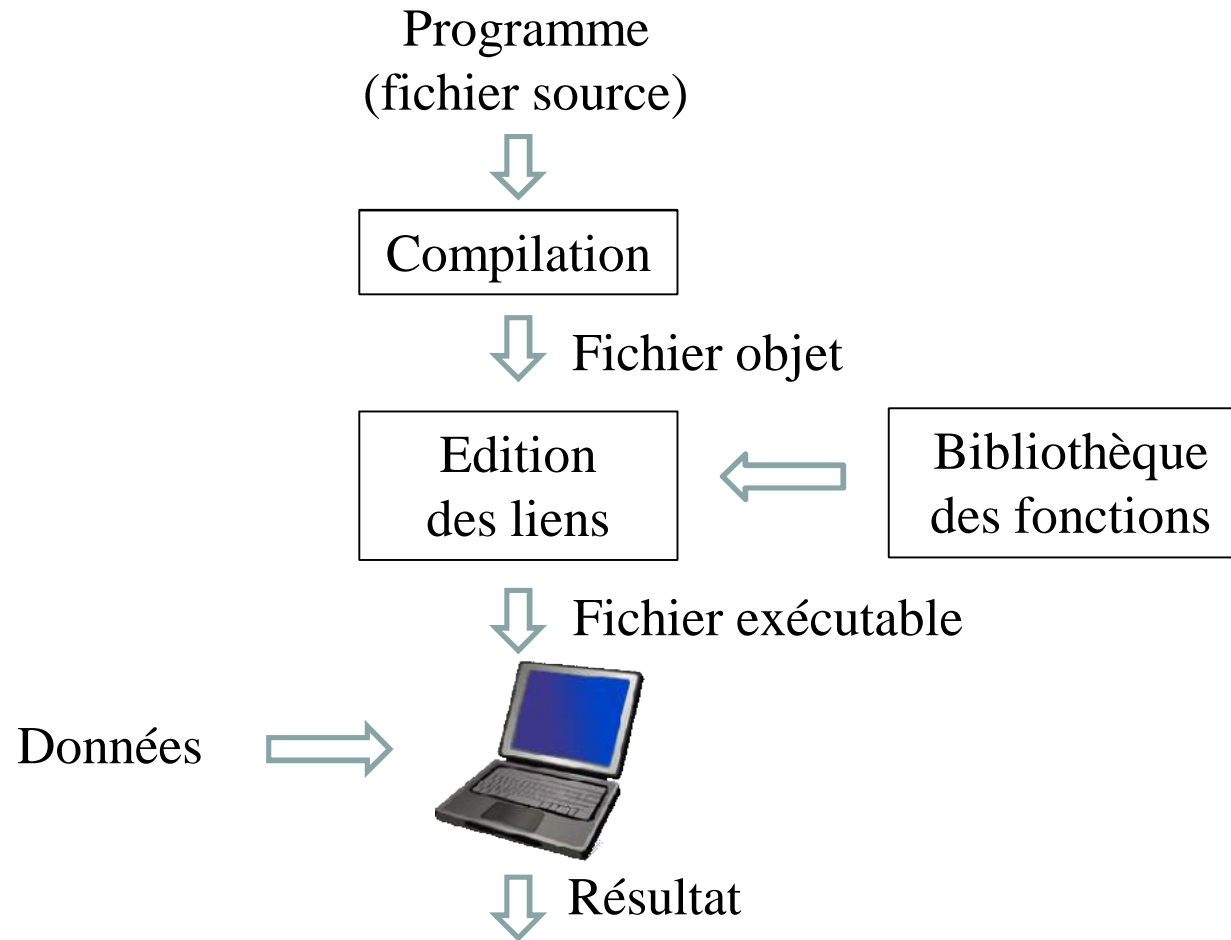 Programme
(fichier source)
Compilation
Fichier objet
Edition
des liens
Bibliothèque
des fonctions
Fichier exécutable
Données
Résultat